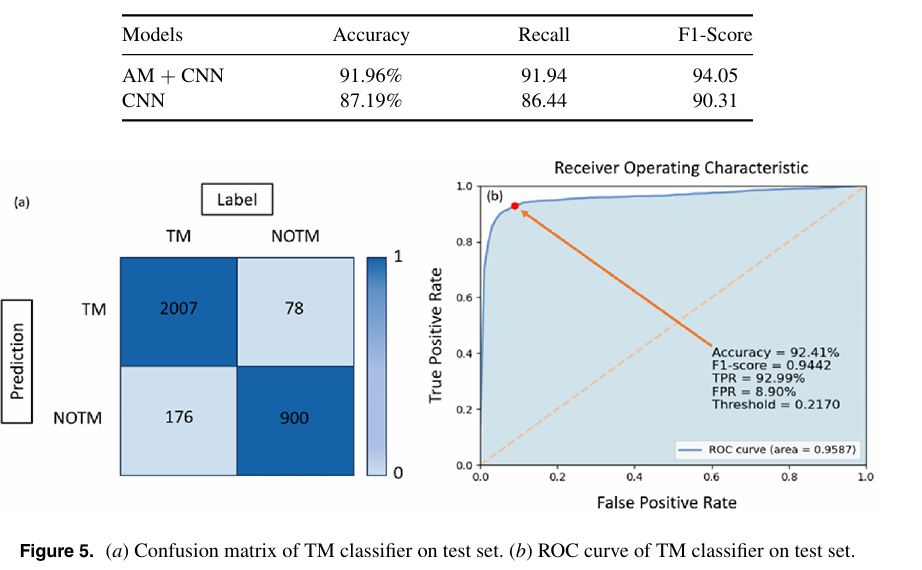 Models Accuracy Recall F1-Score
AM + CNN 91.96% 91.94 94.05
CNN 87.19% 86.44 90.31
(a)
Label
TM NOTM
Prediction
TM 2007 78
NOTM 176 900
1
0
Receiver Operating Characteristic
(b)
True Positive Rate
1.0
0.8
0.6
0.4
0.2
0.0
Accuracy = 92.41%
F1-score = 0.9442
TPR = 92.99%
FPR = 8.90%
Threshold = 0.2170
ROC curve (area = 0.9587)
0.0 0.2 0.4 0.6 0.8 1.0
False Positive Rate
Figure 5. (a) Confusion matrix of TM classifier on test set. (b) ROC curve of TM classifier on test set.